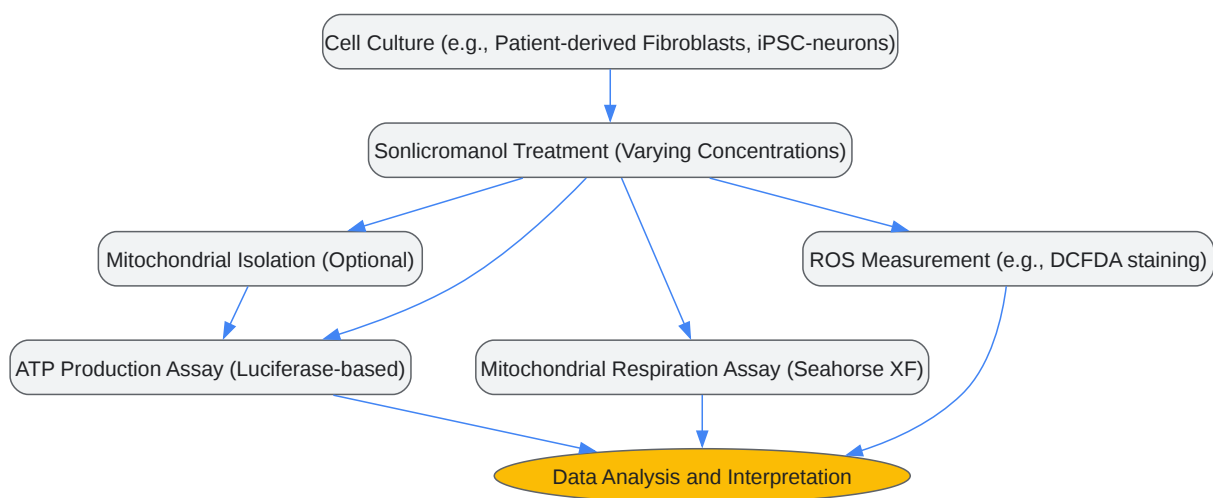 Cell Culture (e.g., Patient-derived Fibroblasts, iPSC-neurons)
Sonlicromanol Treatment (Varying Concentrations)
Mitochondrial Isolation (Optional)
ROS Measurement (e.g., DCFDA staining)
ATP Production Assay (Luciferase-based)
Mitochondrial Respiration Assay (Seahorse XF)
Data Analysis and Interpretation